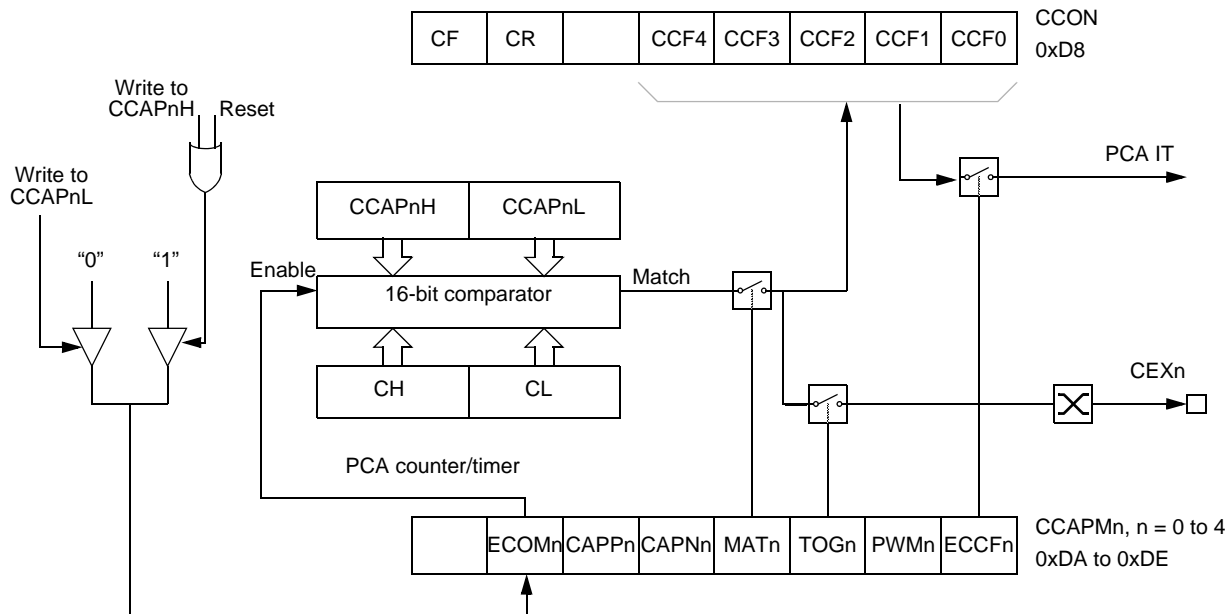 CF CR CCF4 CCF3 CCF2 CCF1 CCF0
CCON
0xD8
Write to
CCAPnH Reset
Write to
CCAPnL
“0” “1”
PCA IT
CCAPnH CCAPnL
Enable
16-bit comparator
Match
CH CL
CEXn
PCA counter/timer
ECOMn CAPPn CAPNn MATn TOGn PWMn ECCFn
CCAPMn, n = 0 to 4
0xDA to 0xDE